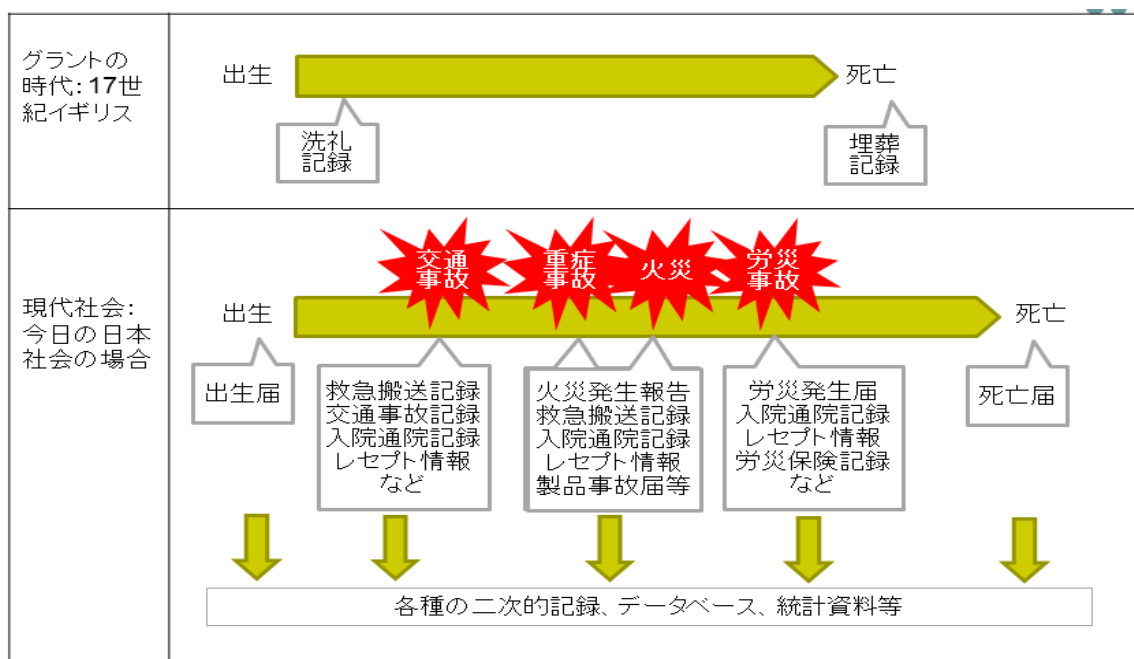 グラントの
時代：17世
紀イギリス
出生
死亡
洗礼
記録
埋葬
記録
現代社会：
今日の日本
社会の場合
交通
事故
重症
事故
火災
労災
事故
出生
死亡
出生届
救急搬送記録
交通事故記録
入院通院記録
レセプト情報
など
火災発生報告
救急搬送記録
入院通院記録
レセプト情報
製品事故届等
労災発生届
入院通院記録
レセプト情報
労災保険記録
など
死亡届
各種の二次的記録、データベース、統計資料等